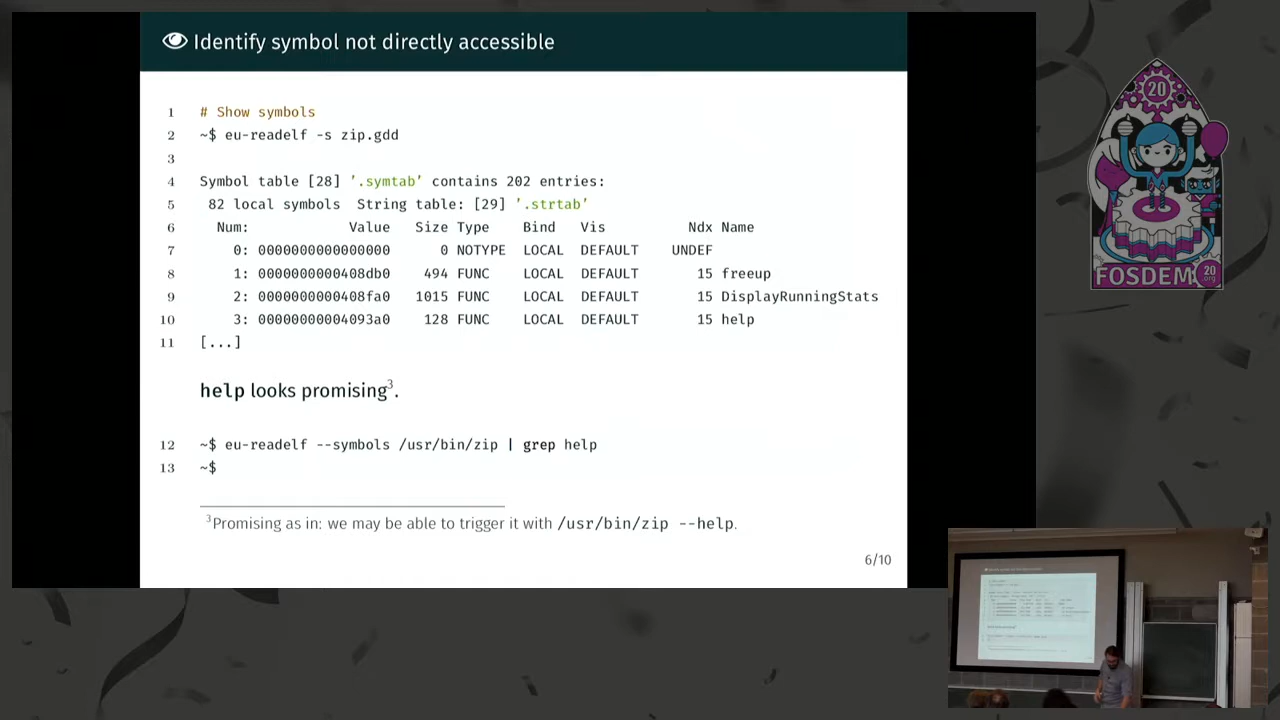 Identify symbol not directly accessible
1 # Show symbols
2 ~$ eu-readelf -s zip.gdd
3
4 Symbol table [28] '.symtab' contains 202 entries:
5 82 local symbols String table: [29] '.strtab'
6 Num: Value Size Type Bind Vis Ndx Name
7 0: 0000000000000000 0 NOTYPE LOCAL DEFAULT UNDEF
8 1: 0000000000408db0 494 FUNC LOCAL DEFAULT 15 freeup
9 2: 0000000000408fa0 1015 FUNC LOCAL DEFAULT 15 DisplayRunningStats
10 3: 00000000004093a0 128 FUNC LOCAL DEFAULT 15 help
11 [...]
help looks promising3.
12 ~$ eu-readelf --symbols /usr/bin/zip | grep help
13 ~$
3Promising as in: we may be able to trigger it with /usr/bin/zip --help.
6/10
20
FOSDEM 20
.org